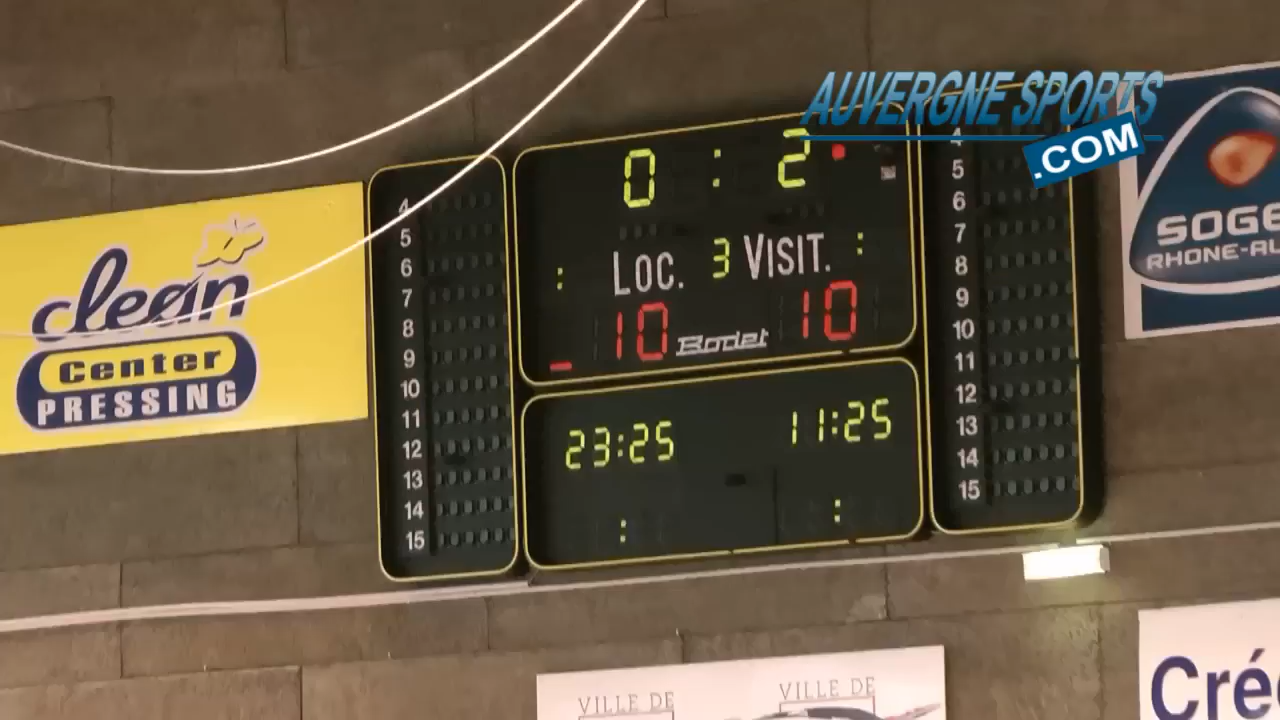 AUVERGNE SPORTS
.COM
clean
Center
PRESSING
4
5
6
7
8
9
10
11
12
13
14
15
0 : 2
: LOC. 3 VISIT. :
10 Bodet 10
23:25 11:25
: :
4
5
6
7
8
9
10
11
12
13
14
15
SOGE
RHONE-AU
VILLE DE
VILLE DE
Cré